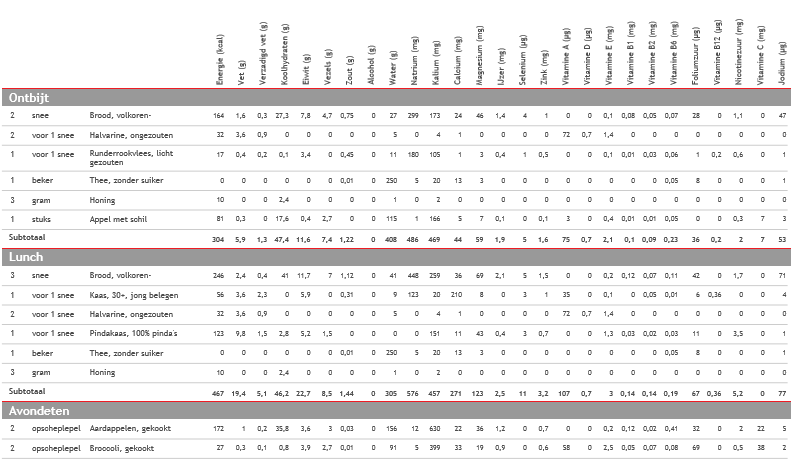 Energie (kcal) Vet (g) Verzadigd vet (g) Koolhydraten (g) Eiwit (g) Vezels (g) Zout (g) Alcohol (g) Water (g) Natrium (mg) Kalium (mg) Calcium (mg) Magnesium (mg) IJzer (mg) Selenium (µg) Zink (mg) Vitamine A (µg) Vitamine D (µg) Vitamine E (mg) Vitamine B1 (mg) Vitamine B2 (mg) Vitamine B6 (mg) Foliumzuur (µg) Vitamine B12 (µg) Nicotinezuur (mg) Vitamine C (mg) Jodium (µg)
Ontbijt
2 snee Brood, volkoren- 164 1,6 0,3 27,3 7,8 4,7 0,75 0 27 299 173 24 46 1,4 4 1 0 0 0,1 0,08 0,05 0,07 28 0 1,1 0 47
2 voor 1 snee Halvarine, ongezouten 32 3,6 0,9 0 0 0 0 0 5 0 4 1 0 0 0 0 72 0,7 1,4 0 0 0 0 0 0 0 0
1 voor 1 snee Runderrookvlees, licht gezouten 17 0,4 0,2 0,1 3,4 0 0,45 0 11 180 105 1 3 0,4 1 0,5 0 0 0,1 0,01 0,03 0,06 1 0,2 0,6 0 1
1 beker Thee, zonder suiker 0 0 0 0 0 0 0,01 0 250 5 20 13 3 0 0 0 0 0 0 0 0 0,05 8 0 0 0 1
3 gram Honing 10 0 0 2,4 0 0 0 0 1 0 2 0 0 0 0 0 0 0 0 0 0 0 0 0 0 0 0
1 stuks Appel met schil 81 0,3 0 17,6 0,4 2,7 0 0 115 1 166 5 7 0,1 0 0,1 3 0 0,4 0,01 0,01 0,05 0 0 0,3 7 3
Subtotaal 304 5,9 1,3 47,4 11,6 7,4 1,22 0 408 486 469 44 59 1,9 5 1,6 75 0,7 2,1 0,1 0,09 0,23 36 0,2 2 7 53
Lunch
3 snee Brood, volkoren- 246 2,4 0,4 41 11,7 7 1,12 0 41 448 259 36 69 2,1 5 1,5 0 0 0,2 0,12 0,07 0,11 42 0 1,7 0 71
1 voor 1 snee Kaas, 30+, jong belegen 56 3,6 2,3 0 5,9 0 0,31 0 9 123 20 210 8 0 3 1 35 0 0,1 0 0,05 0,01 6 0,36 0 0 4
2 voor 1 snee Halvarine, ongezouten 32 3,6 0,9 0 0 0 0 0 5 0 4 1 0 0 0 0 72 0,7 1,4 0 0 0 0 0 0 0 0
1 voor 1 snee Pindakaas, 100% pinda's 123 9,8 1,5 2,8 5,2 1,5 0 0 0 0 151 11 43 0,4 3 0,7 0 0 1,3 0,03 0,02 0,03 11 0 3,5 0 1
1 beker Thee, zonder suiker 0 0 0 0 0 0 0,01 0 250 5 20 13 3 0 0 0 0 0 0 0 0 0,05 8 0 0 0 1
3 gram Honing 10 0 0 2,4 0 0 0 0 1 0 2 0 0 0 0 0 0 0 0 0 0 0 0 0 0 0 0
Subtotaal 467 19,4 5,1 46,2 22,7 8,5 1,44 0 305 576 457 271 123 2,5 11 3,2 107 0,7 3 0,14 0,14 0,19 67 0,36 5,2 0 77
Avondeten
2 opscheplepel Aardappelen, gekookt 172 1 0,2 35,8 3,6 3 0,03 0 156 12 630 22 36 1,2 0 0,7 0 0 0,2 0,12 0,02 0,41 32 0 2 22 5
2 opscheplepel Broccoli, gekookt 27 0,3 0,1 0,8 3,9 2,7 0,01 0 91 5 399 33 19 0,9 0 0,6 58 0 2,5 0,05 0,07 0,08 69 0 0,5 38 2